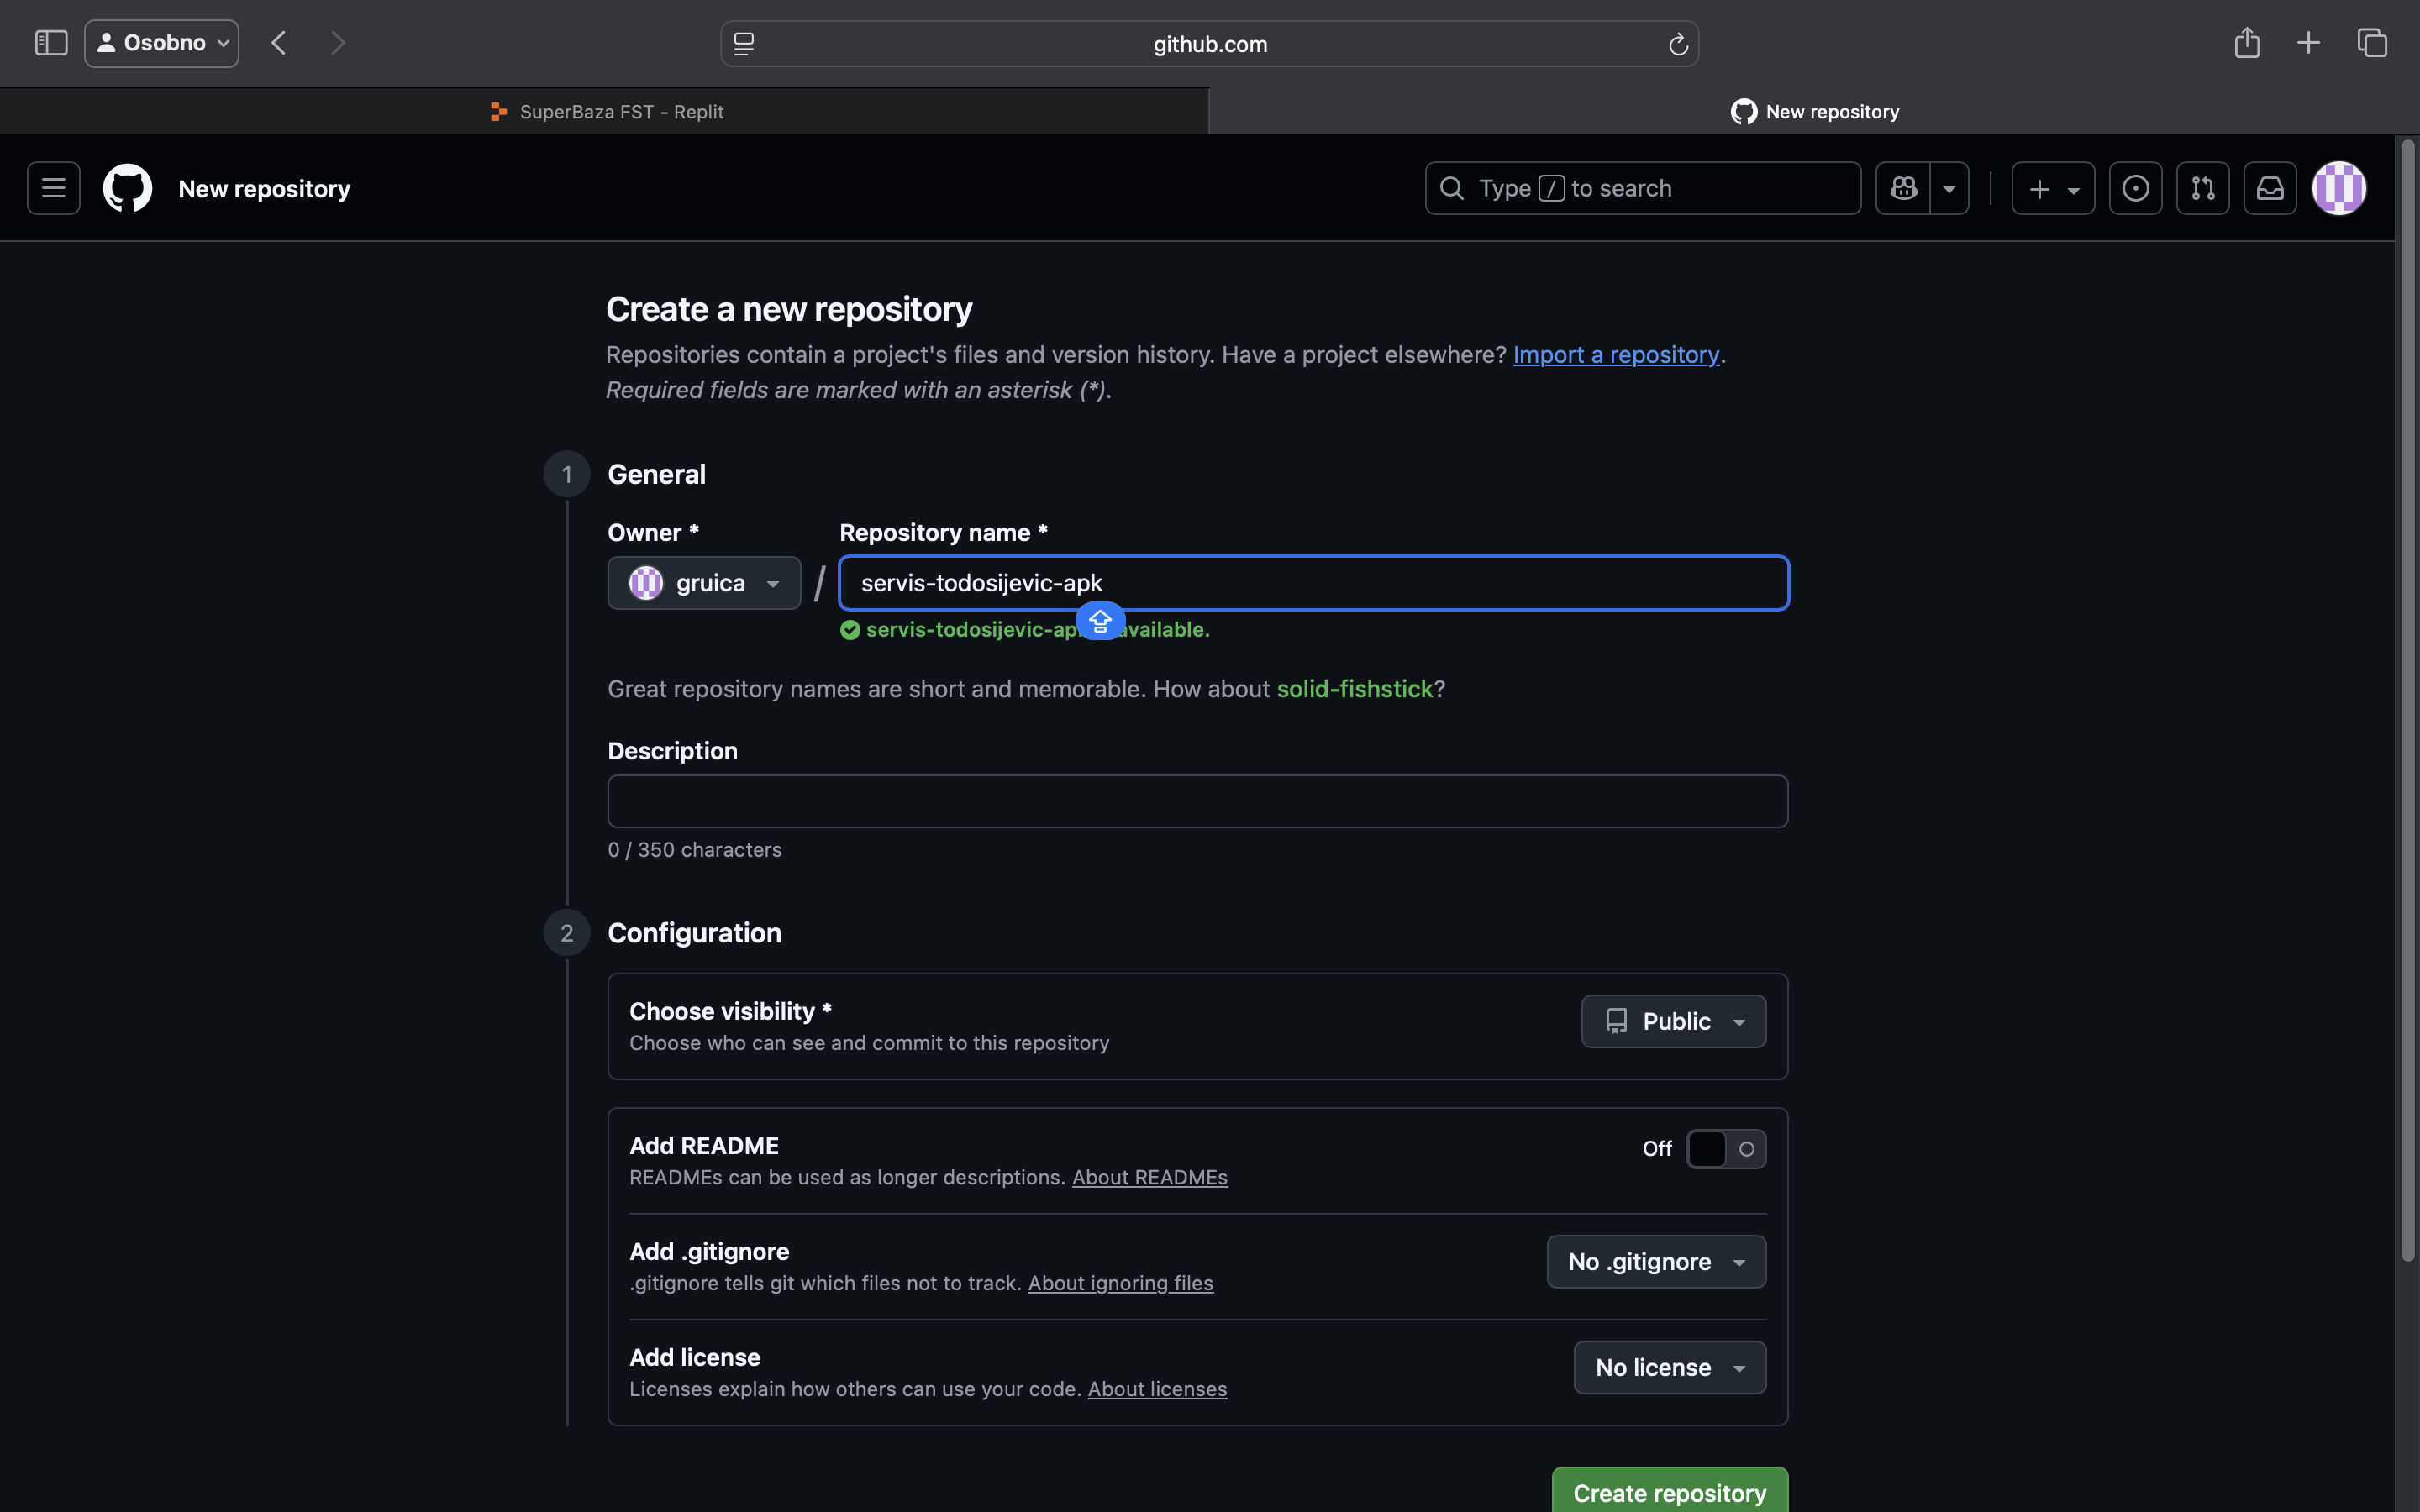 Osobno
github.com
SuperBaza FST - Replit
New repository
New repository
Type / to search
Create a new repository
Repositories contain a project's files and version history. Have a project elsewhere? Import a repository.
Required fields are marked with an asterisk (*).
1 General
Owner *
Repository name *
gruica / servis-todosijevic-apk
servis-todosijevic-ap available.
Great repository names are short and memorable. How about solid-fishstick?
Description
0 / 350 characters
2 Configuration
Choose visibility *
Choose who can see and commit to this repository
Public
Add README
READMEs can be used as longer descriptions. About READMEs
Off
Add .gitignore
.gitignore tells git which files not to track. About ignoring files
No .gitignore
Add license
Licenses explain how others can use your code. About licenses
No license
Create repository